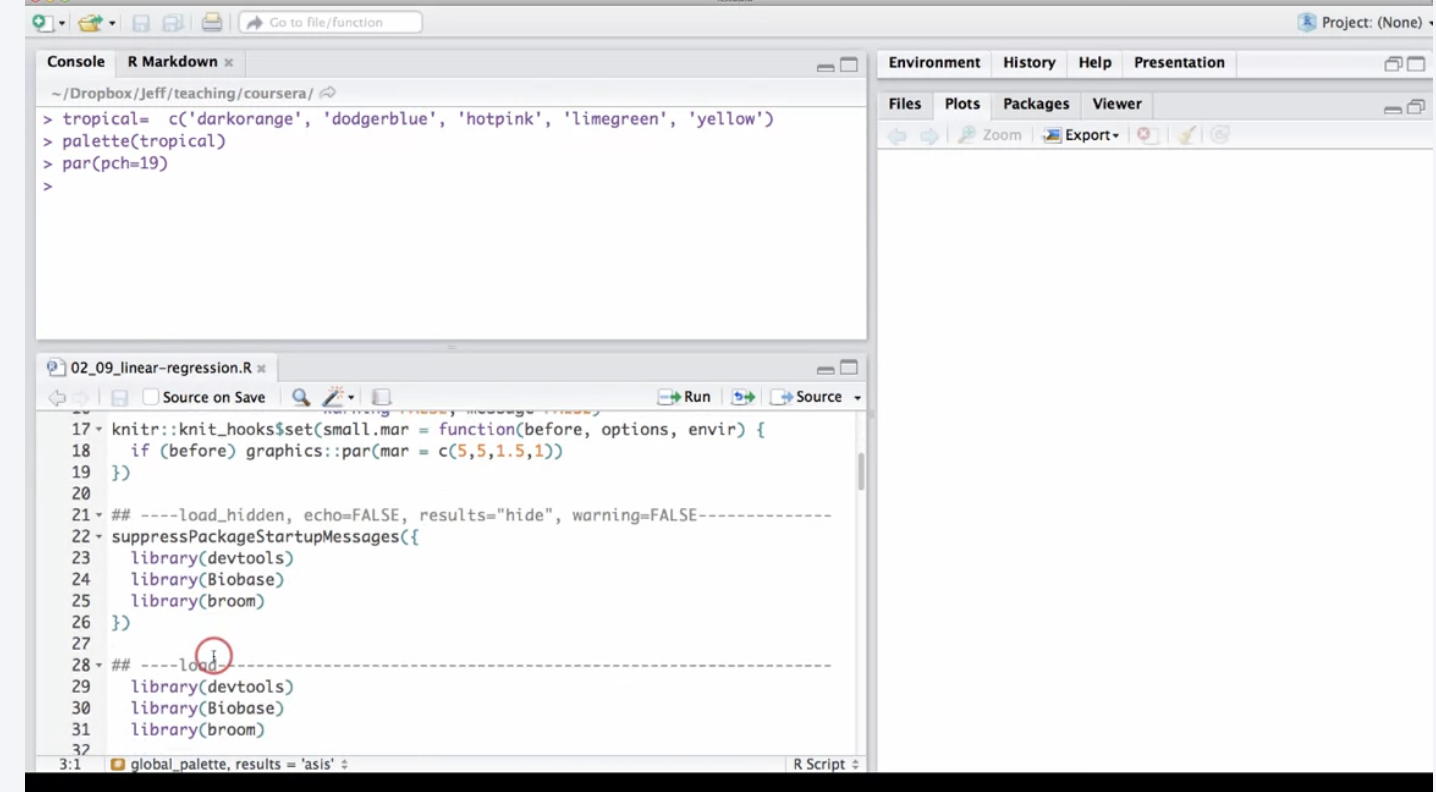 Go to file/function
Project: (None)
Console R Markdown
~/Dropbox/Jeff/teaching/coursera/
> tropical=  c('darkorange', 'dodgerblue', 'hotpink', 'limegreen', 'yellow')
> palette(tropical)
> par(pch=19)
>
Environment History Help Presentation
Files Plots Packages Viewer
Zoom Export
02_09_linear-regression.R
Source on Save Run Source
17 knitr::knit_hooks$set(small.mar = function(before, options, envir) {
18   if (before) graphics::par(mar = c(5,5,1.5,1))
19 })
20
21 ## ----load_hidden, echo=FALSE, results="hide", warning=FALSE--------------
22 suppressPackageStartupMessages({
23   library(devtools)
24   library(Biobase)
25   library(broom)
26 })
27
28 ## ----load----------------------------------------------------------------
29   library(devtools)
30   library(Biobase)
31   library(broom)
32
3:1 global_palette, results = 'asis' R Script